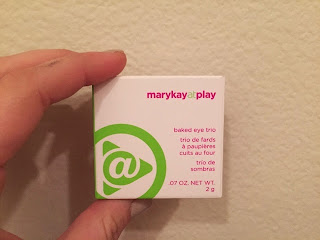 marykayatplay
@
baked eye trio
trio de fards
à paupières
cuits au four
trio de
sombras
.07 OZ. NET WT.
2 g